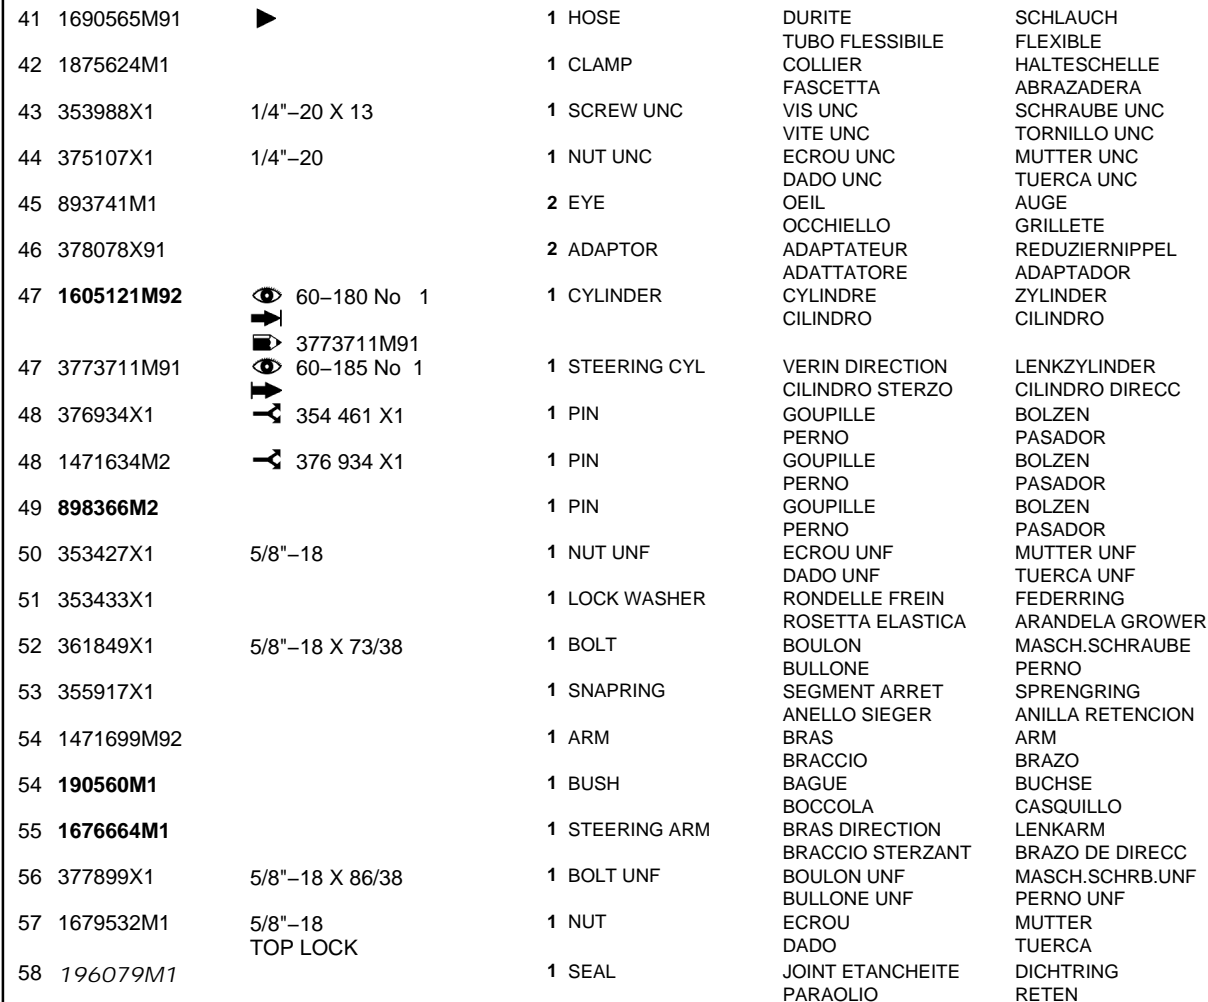 41 1690565M91 ► 1 HOSE DURITE SCHLAUCH
TUBO FLESSIBILE FLEXIBLE
42 1875624M1 1 CLAMP COLLIER HALTESCHELLE
FASCETTA ABRAZADERA
43 353988X1 1/4"–20 X 13 1 SCREW UNC VIS UNC SCHRAUBE UNC
VITE UNC TORNILLO UNC
44 375107X1 1/4"–20 1 NUT UNC ECROU UNC MUTTER UNC
DADO UNC TUERCA UNC
45 893741M1 2 EYE OEIL AUGE
OCCHIELLO GRILLETE
46 378078X91 2 ADAPTOR ADAPTATEUR REDUZIERNIPPEL
ADATTATORE ADAPTADOR
47 1605121M92 60–180 No 1 1 CYLINDER CYLINDRE ZYLINDER
CILINDRO CILINDRO
3773711M91
47 3773711M91 60–185 No 1 1 STEERING CYL VERIN DIRECTION LENKZYLINDER
CILINDRO STERZO CILINDRO DIRECC
48 376934X1 354 461 X1 1 PIN GOUPILLE BOLZEN
PERNO PASADOR
48 1471634M2 376 934 X1 1 PIN GOUPILLE BOLZEN
PERNO PASADOR
49 898366M2 1 PIN GOUPILLE BOLZEN
PERNO PASADOR
50 353427X1 5/8"–18 1 NUT UNF ECROU UNF MUTTER UNF
DADO UNF TUERCA UNF
51 353433X1 1 LOCK WASHER RONDELLE FREIN FEDERRING
ROSETTA ELASTICA ARANDELA GROWER
52 361849X1 5/8"–18 X 73/38 1 BOLT BOULON MASCH.SCHRAUBE
BULLONE PERNO
53 355917X1 1 SNAPRING SEGMENT ARRET SPRENGRING
ANELLO SIEGER ANILLA RETENCION
54 1471699M92 1 ARM BRAS ARM
BRACCIO BRAZO
54 190560M1 1 BUSH BAGUE BUCHSE
BOCCOLA CASQUILLO
55 1676664M1 1 STEERING ARM BRAS DIRECTION LENKARM
BRACCIO STERZANT BRAZO DE DIRECC
56 377899X1 5/8"–18 X 86/38 1 BOLT UNF BOULON UNF MASCH.SCHRB.UNF
BULLONE UNF PERNO UNF
57 1679532M1 5/8"–18 1 NUT ECROU MUTTER
TOP LOCK DADO TUERCA
58 196079M1 1 SEAL JOINT ETANCHEITE DICHTRING
PARAOLIO RETEN